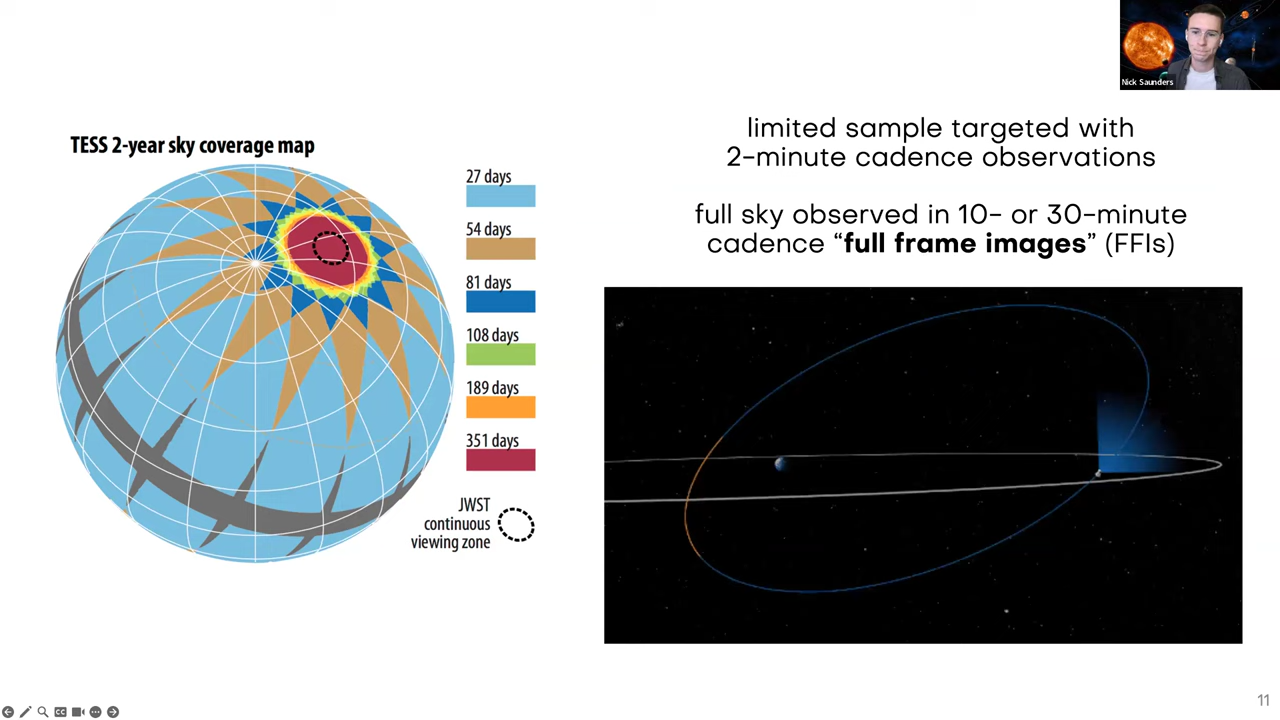 Nick Saunders
TESS 2-year sky coverage map
27 days
54 days
81 days
108 days
189 days
351 days
JWST
continuous
viewing zone
limited sample targeted with
2-minute cadence observations
full sky observed in 10- or 30-minute
cadence “full frame images” (FFIs)
CC
11